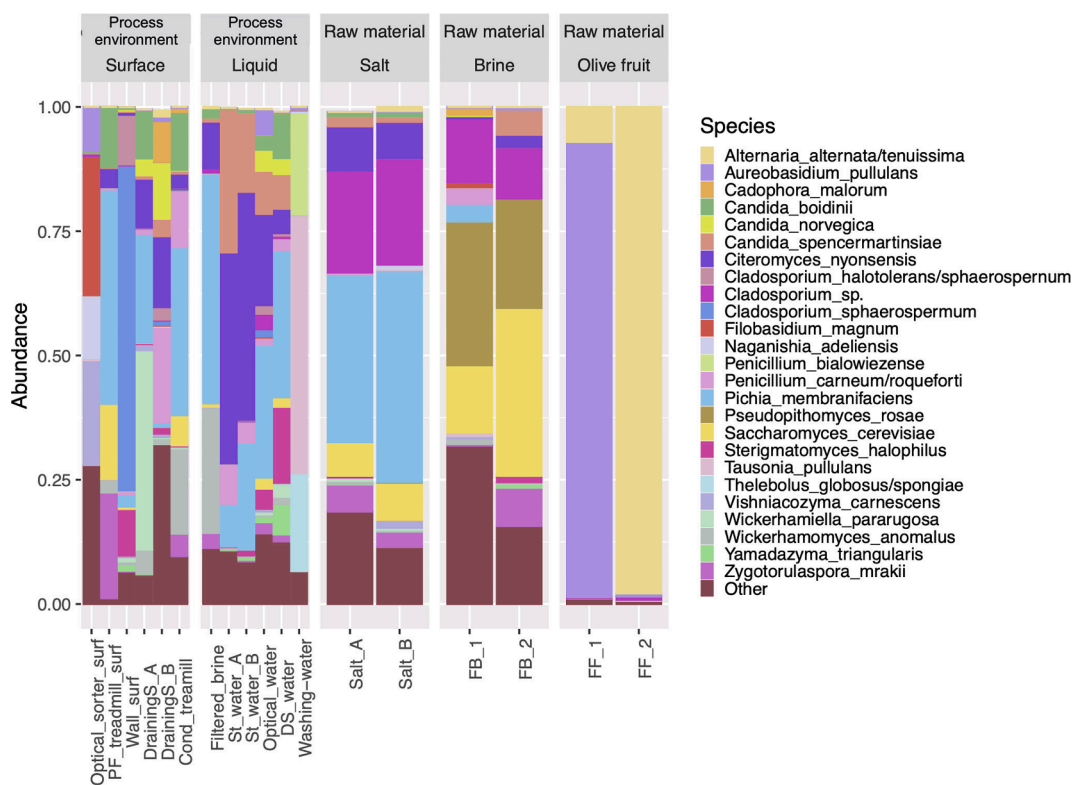 Process
environment
Surface
Process
environment
Liquid
Raw material
Salt
Raw material
Brine
Raw material
Olive fruit
Abundance
1.00
0.75
0.50
0.25
0.00
Optical_sorter_surf
PF_treadmill_surf
Wall_surf
DrainingS_A
DrainingS_B
Cond_treamill
Filtered_brine
St_water_A
St_water_B
Optical_water
DS_water
Washing-water
Salt_A
Salt_B
FB_1
FB_2
FF_1
FF_2
Species
Alternaria_alternata/tenuissima
Aureobasidium_pullulans
Cadophora_malorum
Candida_boidinii
Candida_norvegica
Candida_spencermartinsiae
Citeromyces_nyonsensis
Cladosporium_halotolerans/sphaerospernum
Cladosporium_sp.
Cladosporium_sphaerospermum
Filobasidium_magnum
Naganishia_adeliensis
Penicillium_bialowiezense
Penicillium_carneum/roqueforti
Pichia_membranifaciens
Pseudopithomyces_rosae
Saccharomyces_cerevisiae
Sterigmatomyces_halophilus
Tausonia_pullulans
Thelebolus_globosus/spongiae
Vishniacozyma_carnescens
Wickerhamiella_pararugosa
Wickerhamomyces_anomalus
Yamadazyma_triangularis
Zygotorulaspora_mrakii
Other